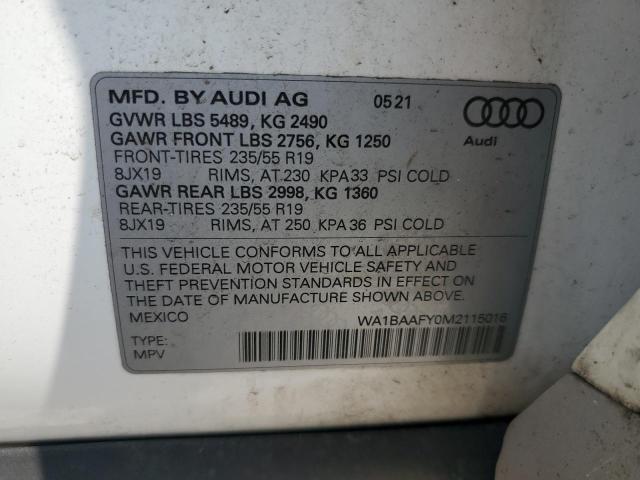 MFD. BY AUDI AG 0521
GVWR LBS 5489, KG 2490
GAWR FRONT LBS 2756, KG 1250
FRONT-TIRES 235/55 R19
8JX19 RIMS, AT 230 KPA 33 PSI COLD
GAWR REAR LBS 2998, KG 1360
REAR-TIRES 235/55 R19
8JX19 RIMS, AT 250 KPA 36 PSI COLD
Audi
THIS VEHICLE CONFORMS TO ALL APPLICABLE
U.S. FEDERAL MOTOR VEHICLE SAFETY AND
THEFT PREVENTION STANDARDS IN EFFECT ON
THE DATE OF MANUFACTURE SHOWN ABOVE.
MEXICO WA1BAAFY0M2115016
TYPE:
MPV